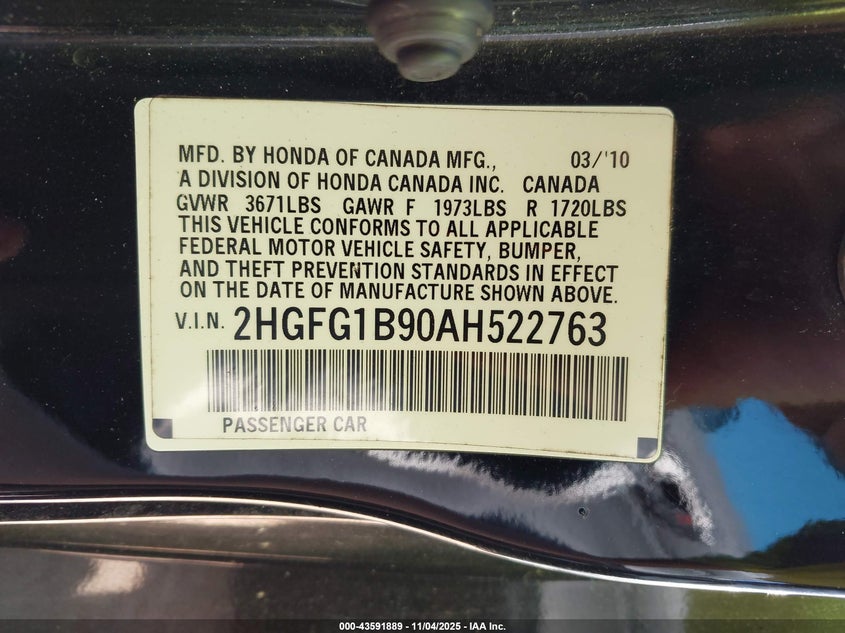 MFD. BY HONDA OF CANADA MFG., 03/'10
A DIVISION OF HONDA CANADA INC. CANADA
GVWR 3671LBS GAWR F 1973LBS R 1720LBS
THIS VEHICLE CONFORMS TO ALL APPLICABLE
FEDERAL MOTOR VEHICLE SAFETY, BUMPER,
AND THEFT PREVENTION STANDARDS IN EFFECT
ON THE DATE OF MANUFACTURE SHOWN ABOVE.
V.I.N. 2HGFG1B90AH522763
PASSENGER CAR
000-43591889 - 11/04/2025 - IAA Inc.